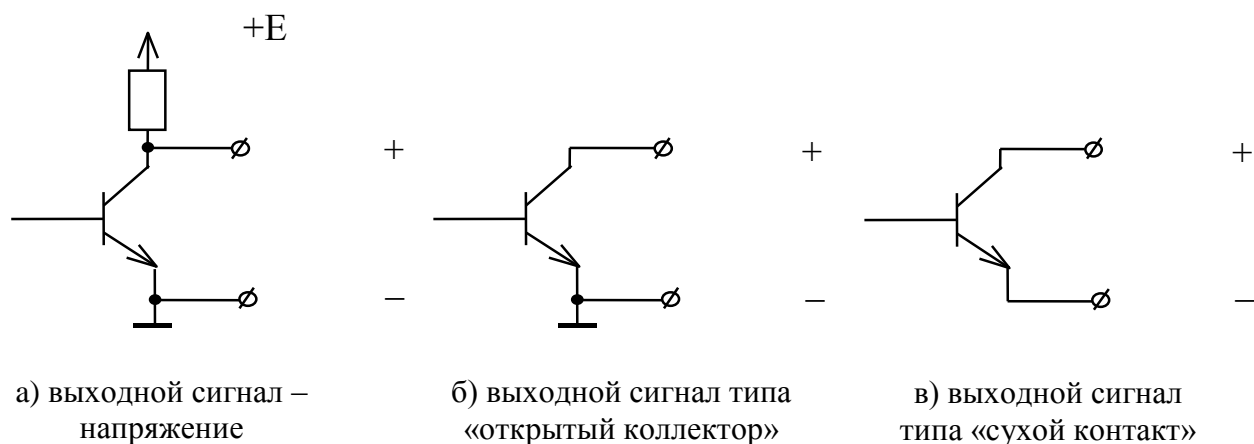 +E
+ + +
– – –
а) выходной сигнал – б) выходной сигнал типа в) выходной сигнал
напряжение «открытый коллектор» типа «сухой контакт»